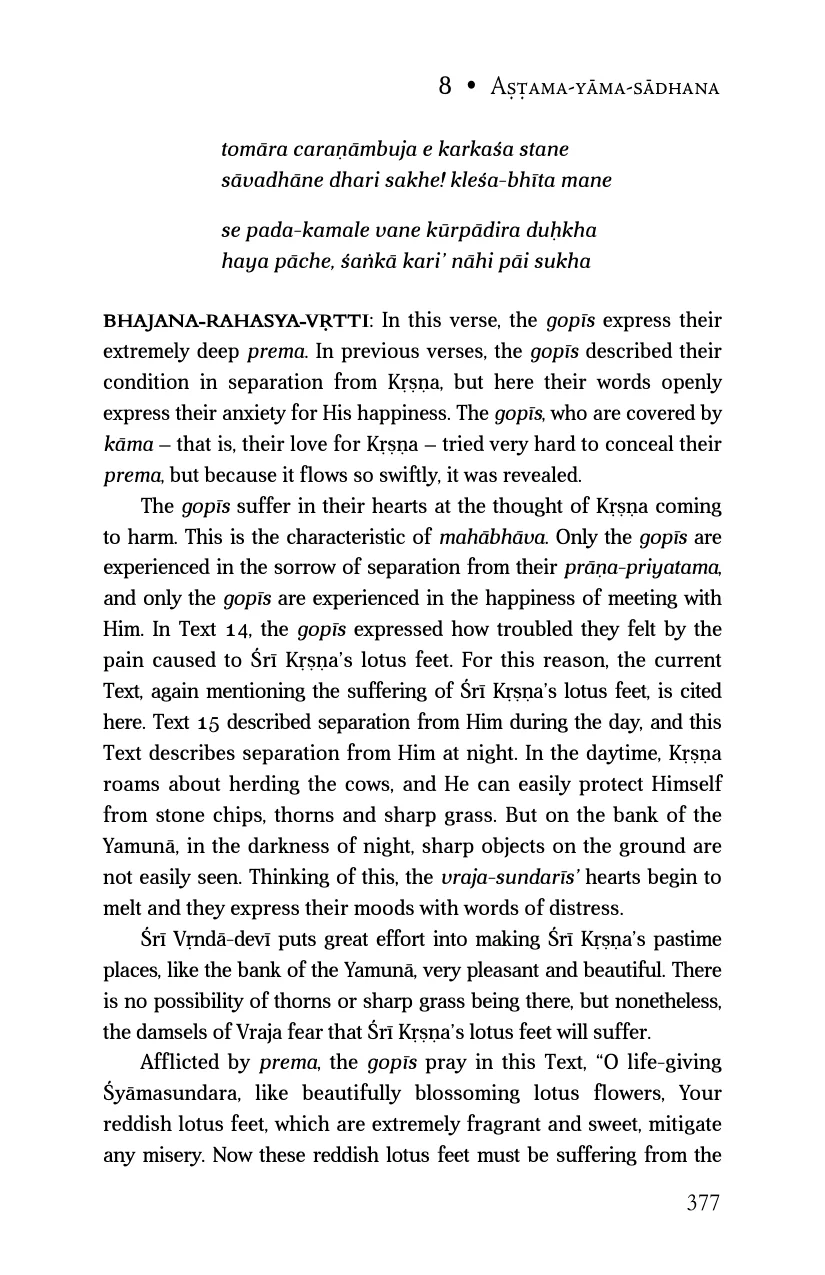 8 • Aṣṭama-yāma-sādhana
tomāra caraṇāmbuja e karkaśa stane
sāvadhāne dhari sakhe! kleśa-bhīta mane
se pada-kamale vane kūrpādira duḥkha
haya pāche, śaṅkā kari’ nāhi pāi sukha
BHAJANA-RAHASYA-VṚTTI: In this verse, the gopīs express their
extremely deep prema. In previous verses, the gopīs described their
condition in separation from Kṛṣṇa, but here their words openly
express their anxiety for His happiness. The gopīs, who are covered by
kāma – that is, their love for Kṛṣṇa – tried very hard to conceal their
prema, but because it flows so swiftly, it was revealed.
The gopīs suffer in their hearts at the thought of Kṛṣṇa coming
to harm. This is the characteristic of mahābhāva. Only the gopīs are
experienced in the sorrow of separation from their prāṇa-priyatama,
and only the gopīs are experienced in the happiness of meeting with
Him. In Text 14, the gopīs expressed how troubled they felt by the
pain caused to Śrī Kṛṣṇa’s lotus feet. For this reason, the current
Text, again mentioning the suffering of Śrī Kṛṣṇa’s lotus feet, is cited
here. Text 15 described separation from Him during the day, and this
Text describes separation from Him at night. In the daytime, Kṛṣṇa
roams about herding the cows, and He can easily protect Himself
from stone chips, thorns and sharp grass. But on the bank of the
Yamunā, in the darkness of night, sharp objects on the ground are
not easily seen. Thinking of this, the vraja-sundarīs’ hearts begin to
melt and they express their moods with words of distress.
Śrī Vṛndā-devī puts great effort into making Śrī Kṛṣṇa’s pastime
places, like the bank of the Yamunā, very pleasant and beautiful. There
is no possibility of thorns or sharp grass being there, but nonetheless,
the damsels of Vraja fear that Śrī Kṛṣṇa’s lotus feet will suffer.
Afflicted by prema, the gopīs pray in this Text, “O life-giving
Śyāmasundara, like beautifully blossoming lotus flowers, Your
reddish lotus feet, which are extremely fragrant and sweet, mitigate
any misery. Now these reddish lotus feet must be suffering from the
377